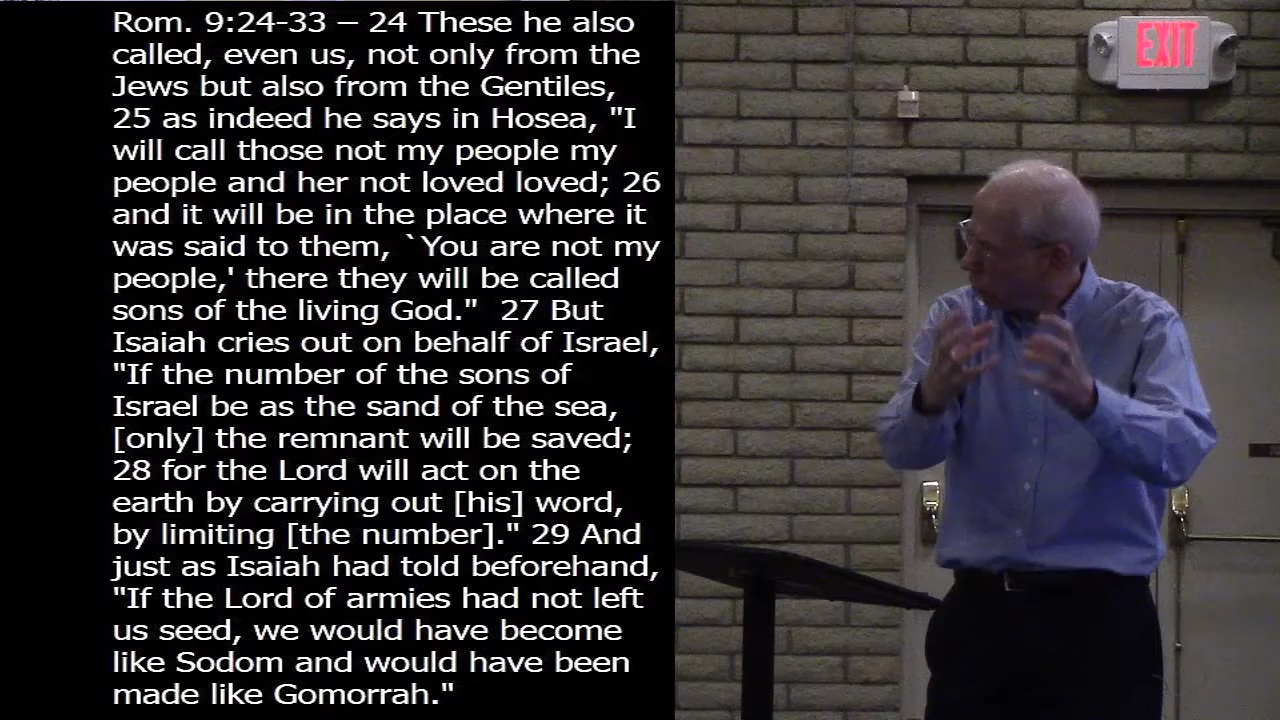 Rom. 9:24-33 – 24 These he also
called, even us, not only from the
Jews but also from the Gentiles,
25 as indeed he says in Hosea, "I
will call those not my people my
people and her not loved loved; 26
and it will be in the place where it
was said to them, `You are not my
people,' there they will be called
sons of the living God."  27 But
Isaiah cries out on behalf of Israel,
"If the number of the sons of
Israel be as the sand of the sea,
[only] the remnant will be saved;
28 for the Lord will act on the
earth by carrying out [his] word,
by limiting [the number]." 29 And
just as Isaiah had told beforehand,
"If the Lord of armies had not left
us seed, we would have become
like Sodom and would have been
made like Gomorrah."
EXIT